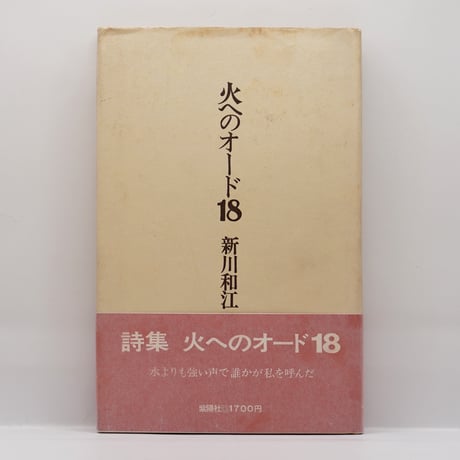 火へのオード18
新川和江
詩集 火へのオード18
水よりも強い声で誰かが私を呼んだ
紫陽社 1700円